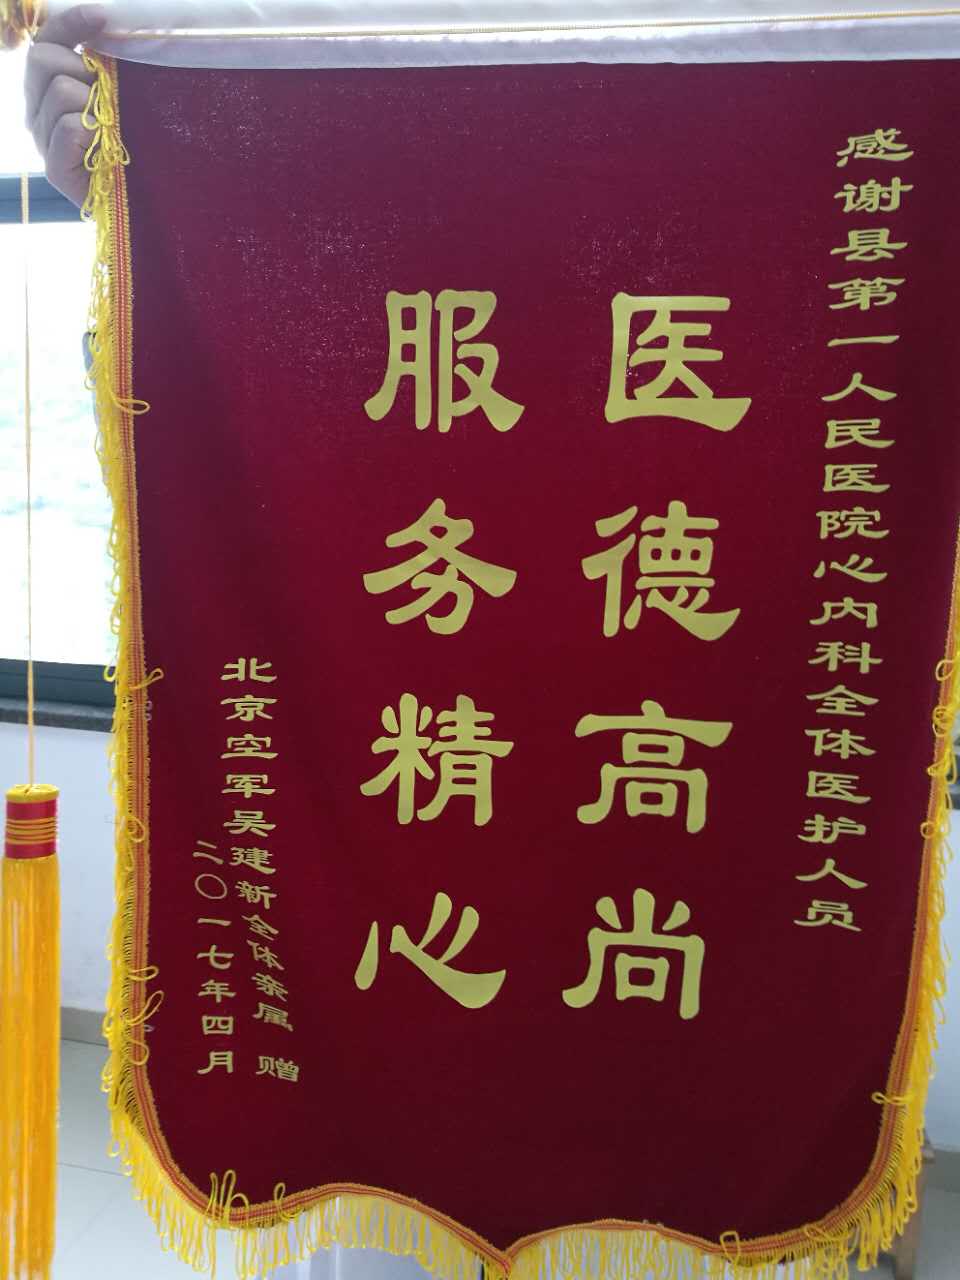 感谢县第一人民医院心内科全体医护人员
医德高尚
服务精心
北京空军吴建新全体亲属 赠
二〇一七年四月